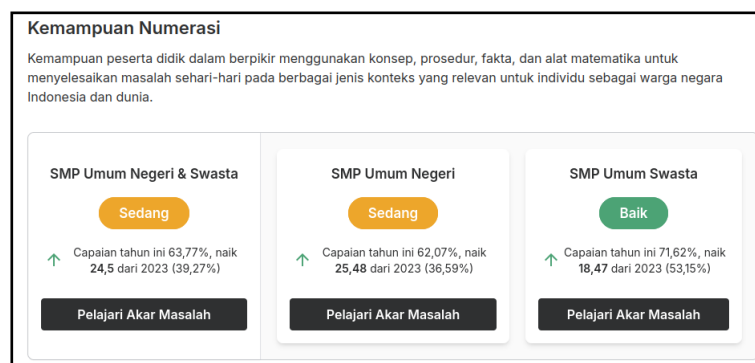 Kemampuan Numerasi
Kemampuan peserta didik dalam berpikir menggunakan konsep, prosedur, fakta, dan alat matematika untuk
menyelesaikan masalah sehari-hari pada berbagai jenis konteks yang relevan untuk individu sebagai warga negara
Indonesia dan dunia.
SMP Umum Negeri & Swasta
Sedang
Capaian tahun ini 63,77%, naik
24,5 dari 2023 (39,27%)
Pelajari Akar Masalah
SMP Umum Negeri
Sedang
Capaian tahun ini 62,07%, naik
25,48 dari 2023 (36,59%)
Pelajari Akar Masalah
SMP Umum Swasta
Baik
Capaian tahun ini 71,62%, naik
18,47 dari 2023 (53,15%)
Pelajari Akar Masalah